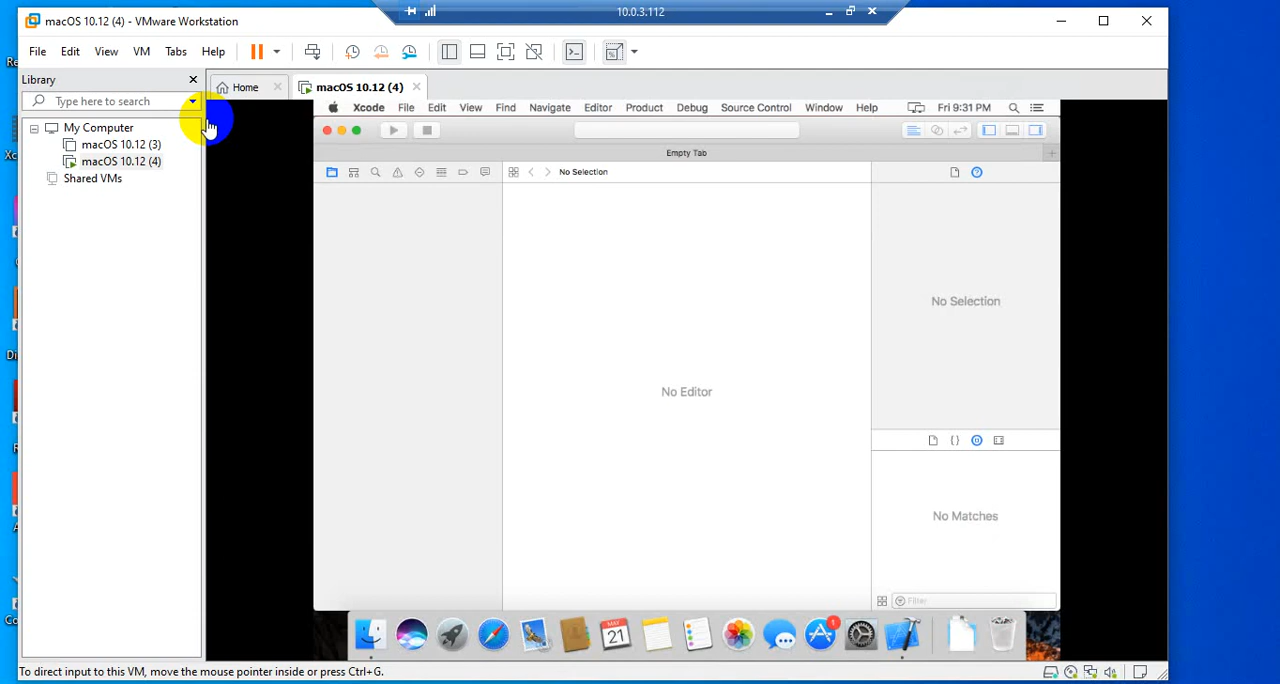 10.0.3.112
macOS 10.12 (4) - VMware Workstation
File Edit View VM Tabs Help
Library
Type here to search
My Computer
macOS 10.12 (3)
macOS 10.12 (4)
Shared VMs
Home
macOS 10.12 (4)
Xcode File Edit View Find Navigate Editor Product Debug Source Control Window Help Fri 9:31 PM
Empty Tab
No Selection
No Editor
No Selection
No Matches
Filter
MAY
21
1
To direct input to this VM, move the mouse pointer inside or press Ctrl+G.